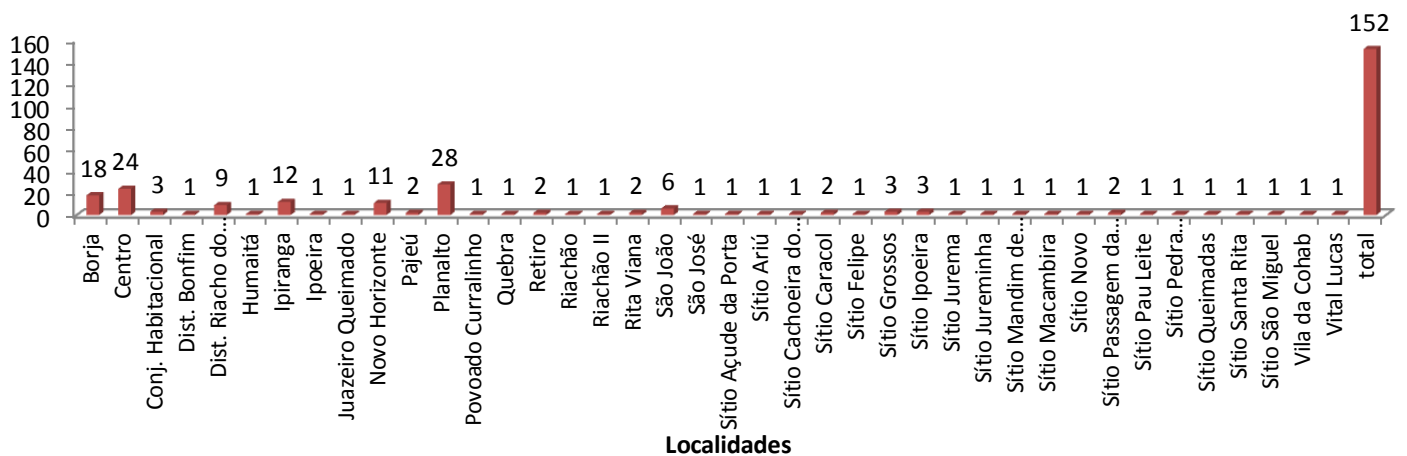 152
160
140
120
100
80
60
40
20
0
18 24 3 1 9 1 12 1 1 11 2 28 1 1 2 1 1 2 6 1 1 1 1 2 1 3 3 1 1 1 1 1 2 1 1 1 1 1 1 1
Borja
Centro
Conj. Habitacional
Dist. Bonfim
Dist. Riacho do...
Humaitá
Ipiranga
Ipoeira
Juazeiro Queimado
Novo Horizonte
Pajeú
Planalto
Povoado Curralinho
Quebra
Retiro
Riachão
Riachão II
Rita Viana
São João
São José
Sítio Açude da Porta
Sítio Ariú
Sítio Cachoeira do...
Sítio Caracol
Sítio Felipe
Sítio Grossos
Sítio Ipoeira
Sítio Jurema
Sítio Jureminha
Sítio Mandim de...
Sítio Macambira
Sítio Novo
Sítio Passagem da...
Sítio Pau Leite
Sítio Pedra...
Sítio Queimadas
Sítio Santa Rita
Sítio São Miguel
Vila da Cohab
Vital Lucas
total
Localidades